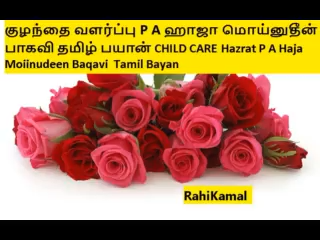 குழந்தை வளர்ப்பு P A ஹாஜா மொய்னுதீன்
பாகவி தமிழ் பயான் CHILD CARE Hazrat P A Haja
Moiinudeen Baqavi Tamil Bayan
RahiKamal